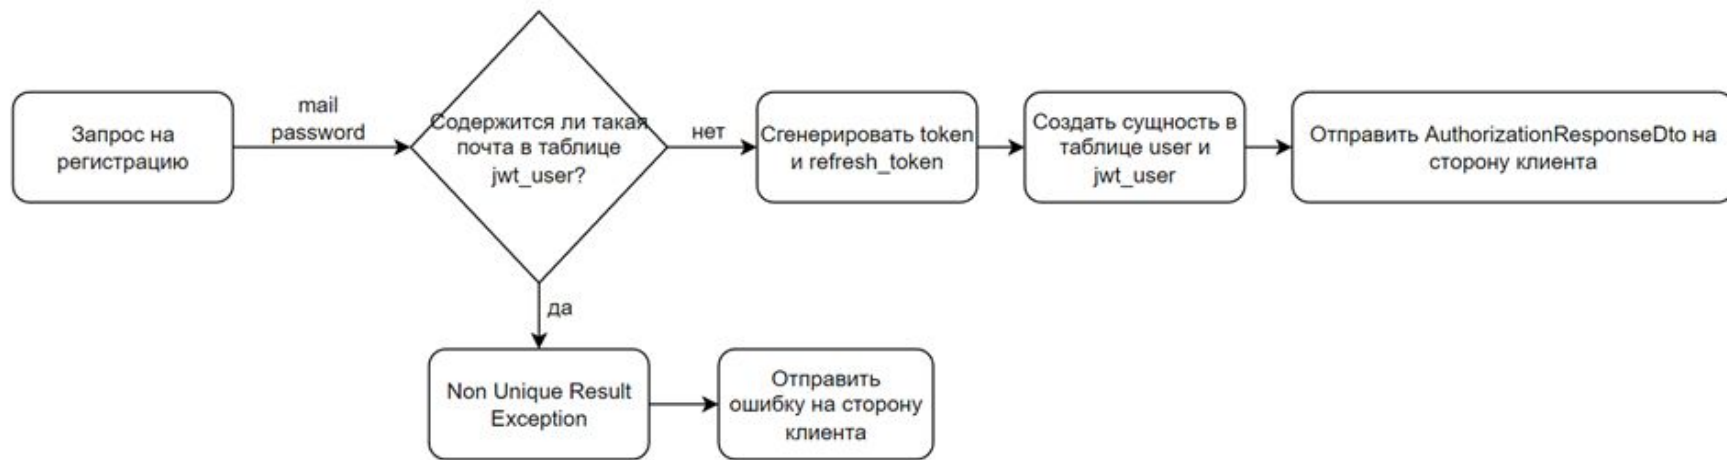 Запрос на
регистрацию
mail
password
Содержится ли такая
почта в таблице
jwt_user?
нет
Сгенерировать token
и refresh_token
Создать сущность в
таблице user и
jwt_user
Отправить AuthorizationResponseDto на
сторону клиента
да
Non Unique Result
Exception
Отправить
ошибку на сторону
клиента